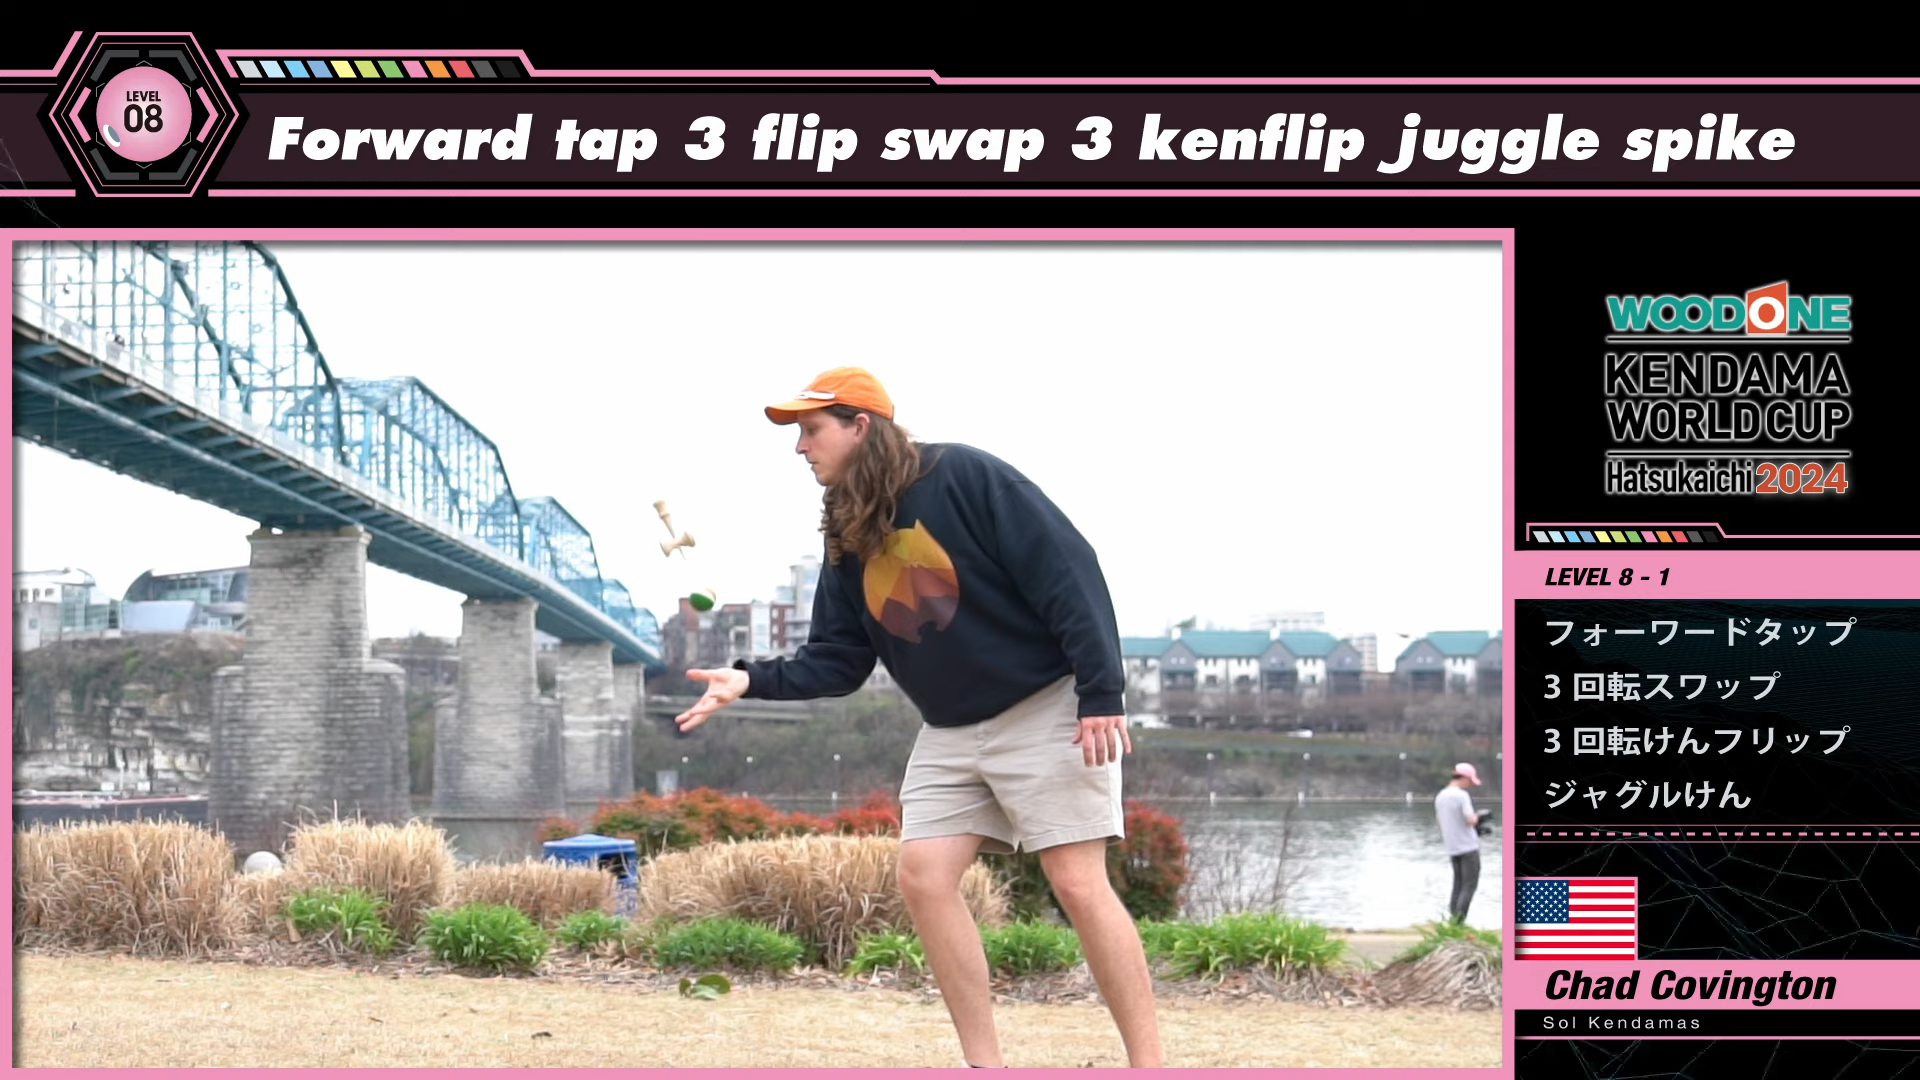 LEVEL
08
Forward tap 3 flip swap 3 kenflip juggle spike
WOODONE
KENDAMA
WORLD CUP
Hatsukaichi 2024
LEVEL 8 - 1
フォーワードタップ
3 回転スワップ
3 回転けんフリップ
ジャグルけん
Chad Covington
Sol Kendamas